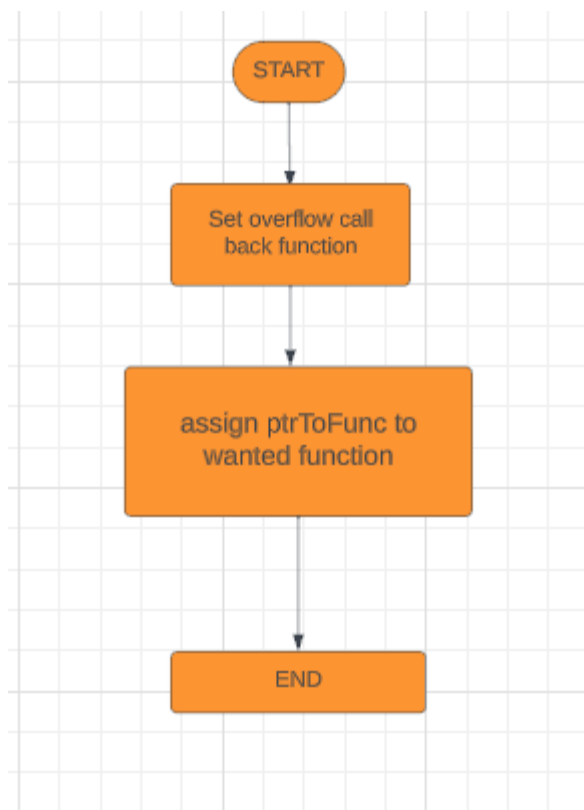 START
Set overflow call
back function
assign ptrToFunc to
wanted function
END